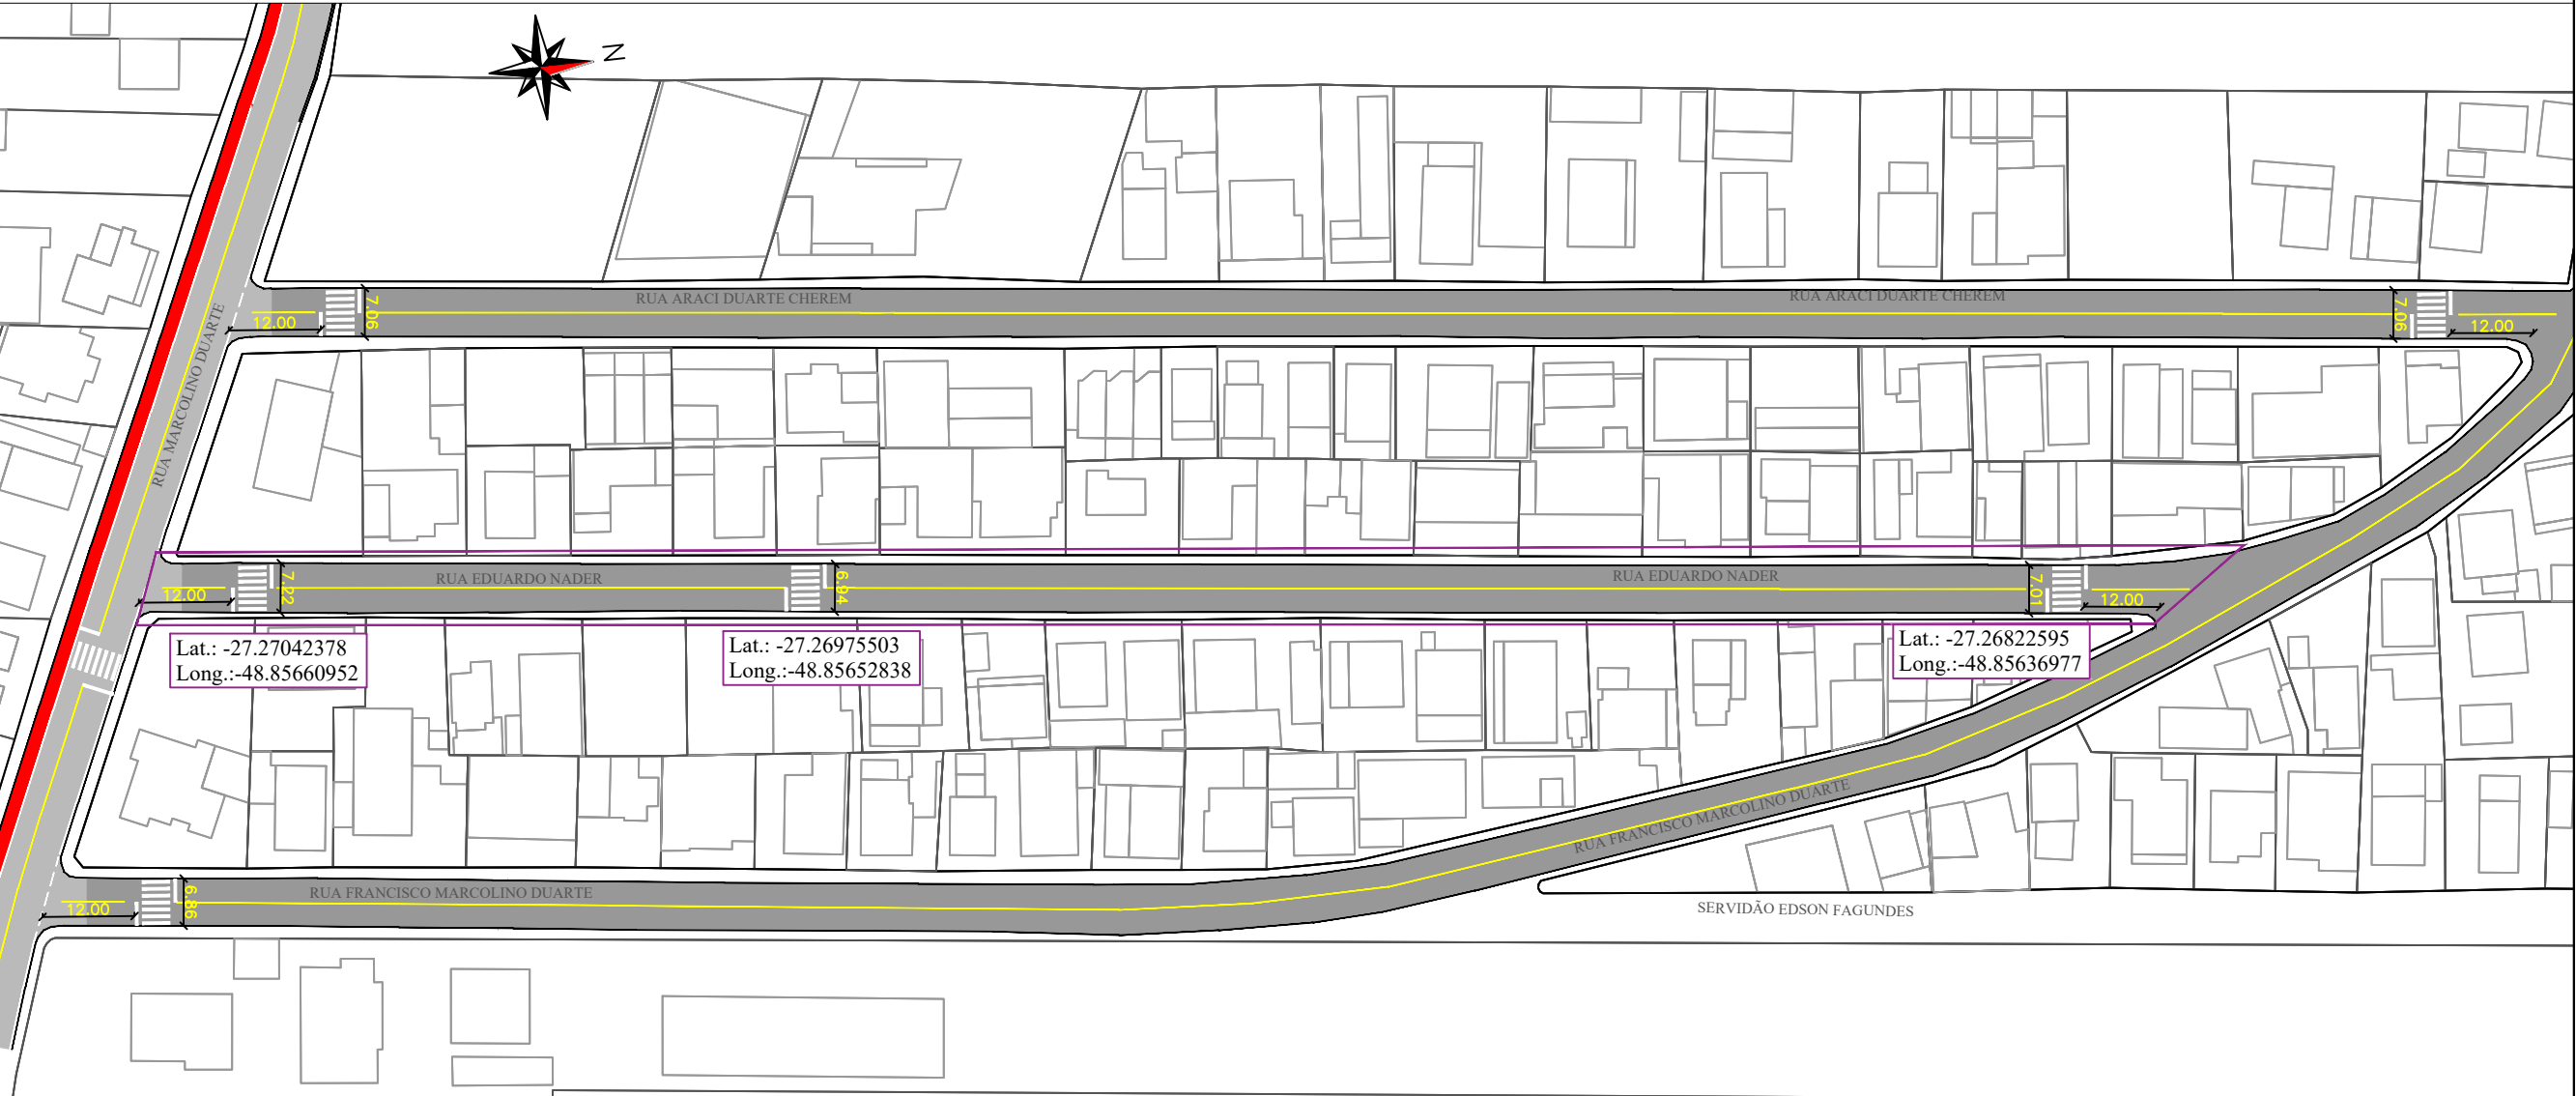 N
RUA ARACI DUARTE CHEREM
RUA ARACI DUARTE CHEREM
12.00
7.06
7.06
12.00
RUA MARCOLINO DUARTE
RUA EDUARDO NADER
RUA EDUARDO NADER
12.00
7.22
6.94
7.01
12.00
Lat.: -27.27042378
Long.:-48.85660952
Lat.: -27.26975503
Long.:-48.85652838
Lat.: -27.26822595
Long.:-48.85636977
RUA FRANCISCO MARCOLINO DUARTE
RUA FRANCISCO MARCOLINO DUARTE
12.00
6.86
SERVIDÃO EDSON FAGUNDES